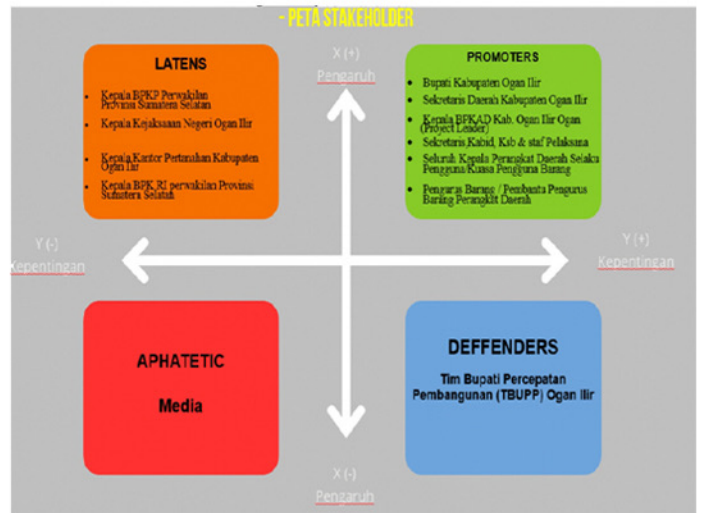 - PETA STAKEHOLDER
X (+)
Pengaruh
LATENS
Kepala BPKP Perwakilan
Provinsi Sumatera Selatan
Kepala Kejaksaan Negeri Ogan Ilir
Kepala Kantor Pertanahan Kabupaten
Ogan Ilir
Kepala BPK RI perwakilan Provinsi
Sumatera Selatan
PROMOTERS
Bupati Kabupaten Ogan Ilir
Sekretaris Daerah Kabupaten Ogan Ilir
Kepala BPKAD Kab. Ogan Ilir Ogan
(Project Leader)
Sekretaris,Kabid, Ksb & staf Pelaksana
Seluruh Kepala Perangkat Daerah Selaku
Pengguna/Kuasa Pengguna Barang
Pengurus Barang / Pembantu Pengurus
Barang Perangkat Daerah
Y (-)
Kepentingan
Y (+)
Kepentingan
APHATETIC
Media
DEFFENDERS
Tim Bupati Percepatan
Pembangunan (TBUPP) Ogan Ilir
X (-)
Pengaruh